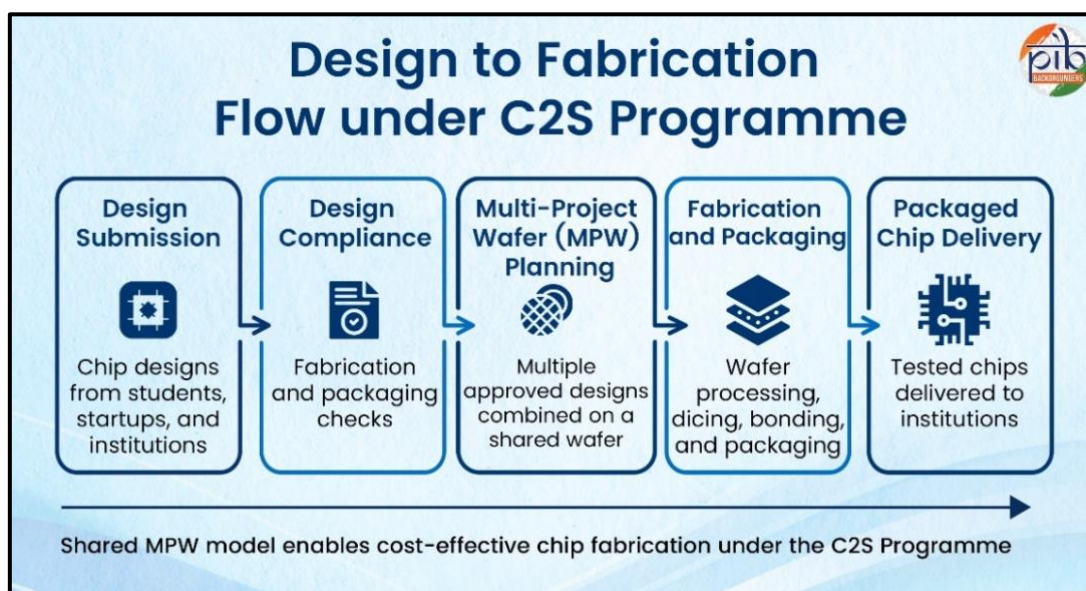 Design to Fabrication
Flow under C2S Programme
pib
BACKGROUNDERS
Design
Submission
Chip designs
from students,
startups, and
institutions
Design
Compliance
Fabrication
and packaging
checks
Multi-Project
Wafer (MPW)
Planning
Multiple
approved designs
combined on a
shared wafer
Fabrication
and Packaging
Wafer
processing,
dicing, bonding,
and packaging
Packaged
Chip Delivery
Tested chips
delivered to
institutions
Shared MPW model enables cost-effective chip fabrication under the C2S Programme